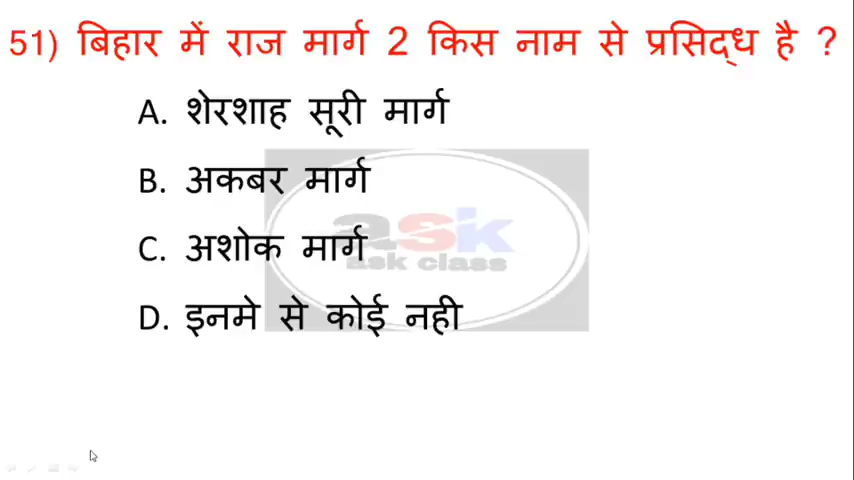 51) बिहार में राज मार्ग 2 किस नाम से प्रसिद्ध है ?
A. शेरशाह सूरी मार्ग
B. अकबर मार्ग
C. अशोक मार्ग
ask
ask class
D. इनमे से कोई नही